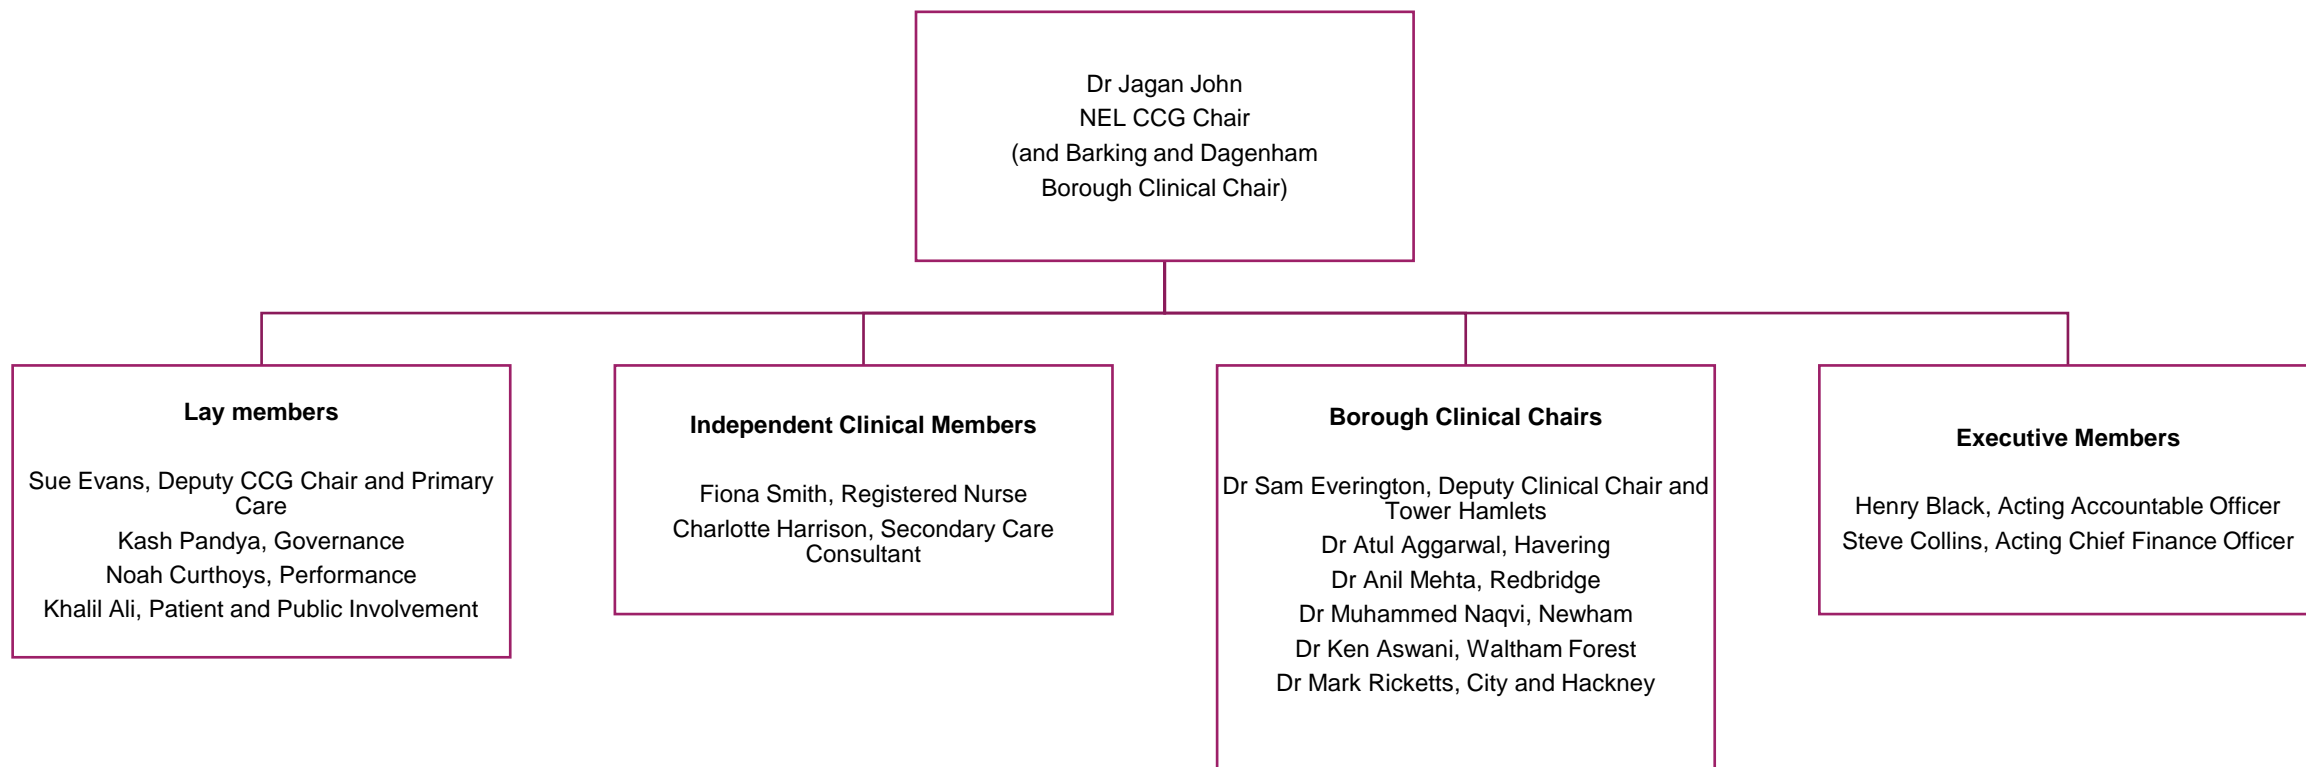 Dr Jagan John
NEL CCG Chair
(and Barking and Dagenham
Borough Clinical Chair)
Lay members
Sue Evans, Deputy CCG Chair and Primary
Care
Kash Pandya, Governance
Noah Curthoys, Performance
Khalil Ali, Patient and Public Involvement
Independent Clinical Members
Fiona Smith, Registered Nurse
Charlotte Harrison, Secondary Care
Consultant
Borough Clinical Chairs
Dr Sam Everington, Deputy Clinical Chair and
Tower Hamlets
Dr Atul Aggarwal, Havering
Dr Anil Mehta, Redbridge
Dr Muhammed Naqvi, Newham
Dr Ken Aswani, Waltham Forest
Dr Mark Ricketts, City and Hackney
Executive Members
Henry Black, Acting Accountable Officer
Steve Collins, Acting Chief Finance Officer